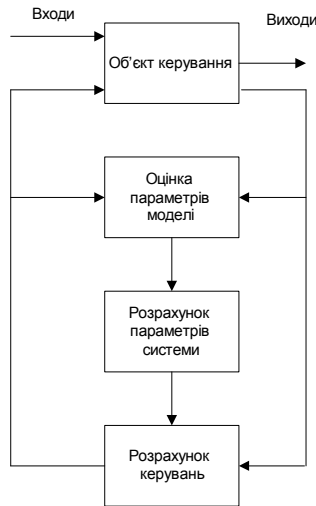 Входи
Виходи
Об’єкт керування
Оцінка
параметрів
моделі
Розрахунок
параметрів
системи
Розрахунок
керувань